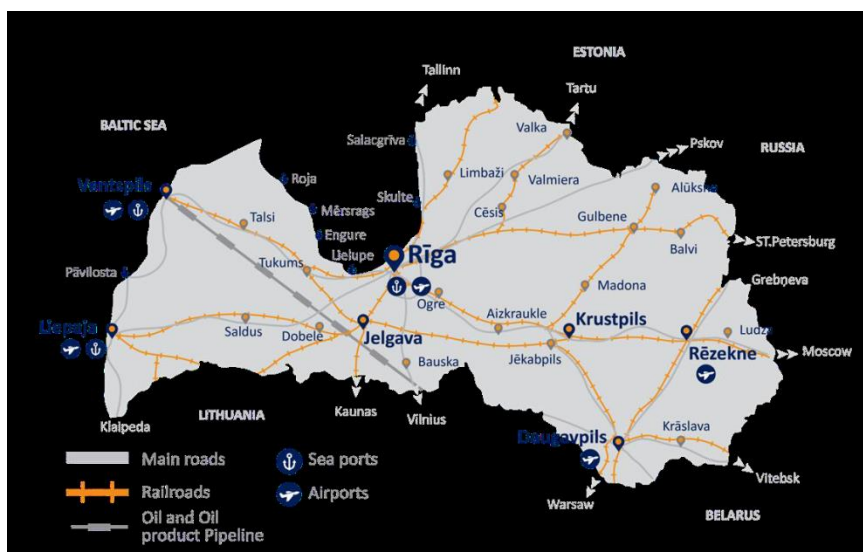 ESTONIA
Tallinn
Tartu
BALTIC SEA
Valka
Salacgrīva
Pskov
RUSSIA
Limbaži
Valmiera
Roja
Alūksne
Ventspils
Skulte
Mērsrags
Cēsis
Gulbene
Talsi
Engure
Balvi
ST.Petersburg
Rīga
Lielupe
Tukums
Pāvilosta
Grebņeva
Madona
Ogre
Aizkraukle
Krustpils
Liepaja
Saldus
Dobele
Jelgava
Ludza
Jēkabpils
Rēzekne
Moscow
Bauska
Kaunas
LITHUANIA
Vilnius
Klaipeda
Daugavpils
Krāslava
Main roads
Sea ports
Vitebsk
Railroads
Airports
Warsaw
BELARUS
Oil and Oil
product Pipeline